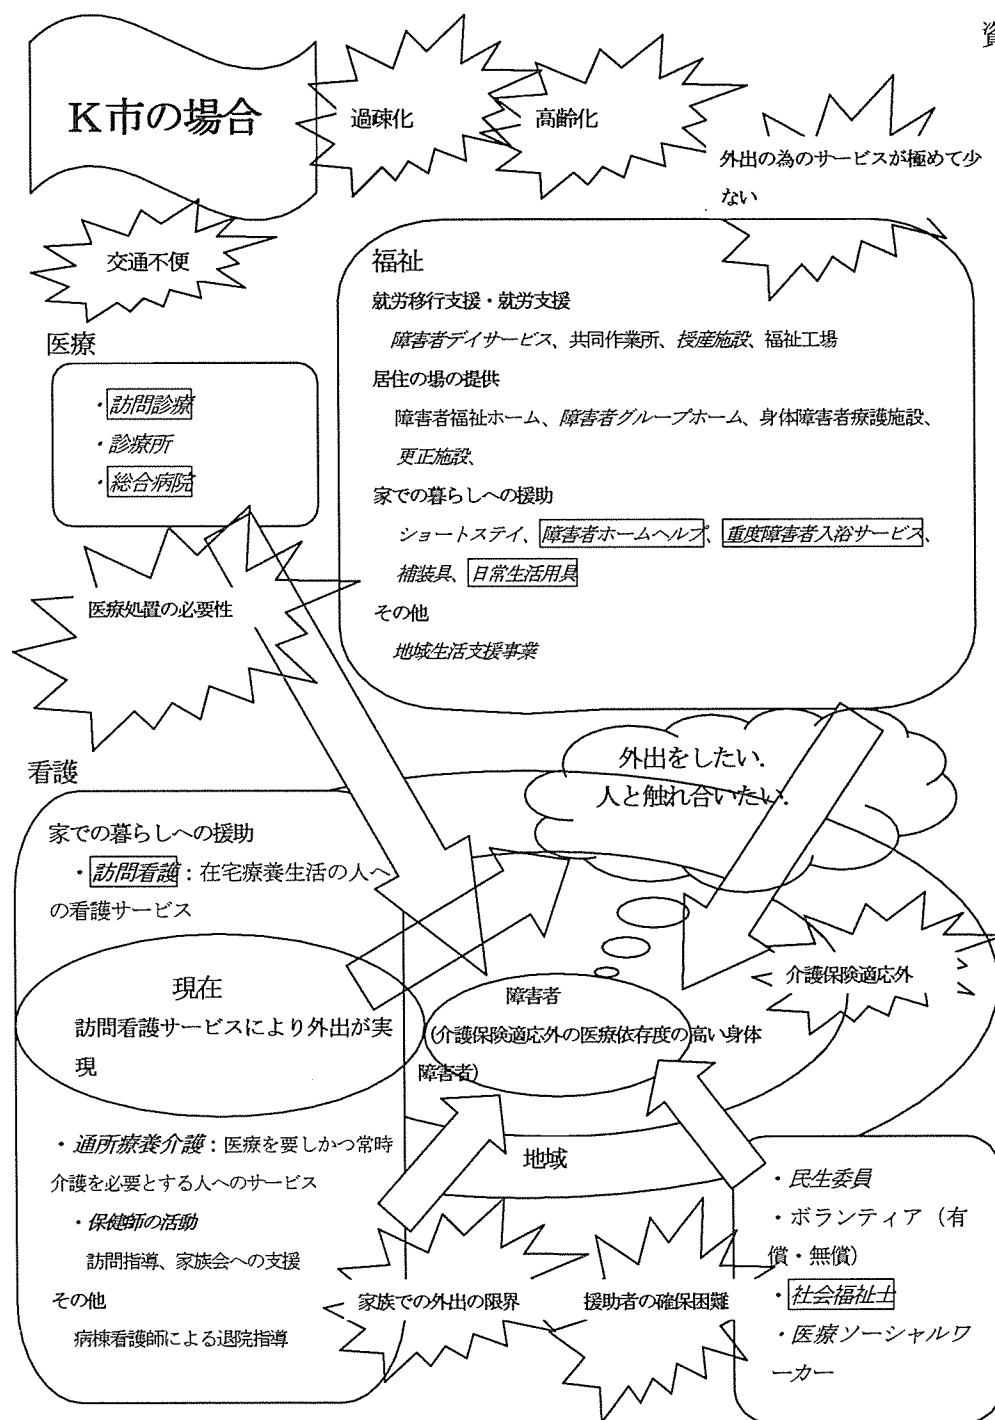 資
K市の場合
過疎化
高齢化
外出の為のサービスが極めて少
ない
交通不便
医療
・訪問診療
・診療所
・総合病院
福祉
就労移行支援・就労支援
障害者デイサービス、共同作業所、授産施設、福祉工場
居住の場の提供
障害者福祉ホーム、障害者グループホーム、身体障害者療護施設、
更正施設、
家での暮らしへの援助
ショートステイ、障害者ホームヘルプ、重度障害者入浴サービス、
補装具、日常生活用具
その他
地域生活支援事業
医療処置の必要性
外出をしたい.
人と触れ合いたい.
看護
家での暮らしへの援助
・訪問看護:在宅療養生活の人へ
の看護サービス
現在
訪問看護サービスにより外出が実
現
・通所療養介護:医療を要しかつ常時
介護を必要とする人へのサービス
・保健師の活動
訪問指導、家族会への支援
その他
病棟看護師による退院指導
介護保険適応外
障害者
(介護保険適応外の医療依存度の高い身体
障害者)
地域
家族での外出の限界
援助者の確保困難
・民生委員
・ボランティア（有
償・無償）
・社会福祉士
・医療ソーシャルワ
ーカー